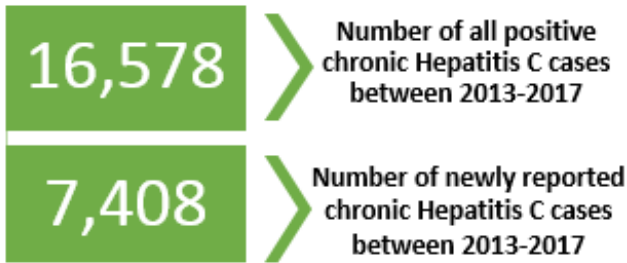 16,578
Number of all positive
chronic Hepatitis C cases
between 2013-2017
7,408
Number of newly reported
chronic Hepatitis C cases
between 2013-2017